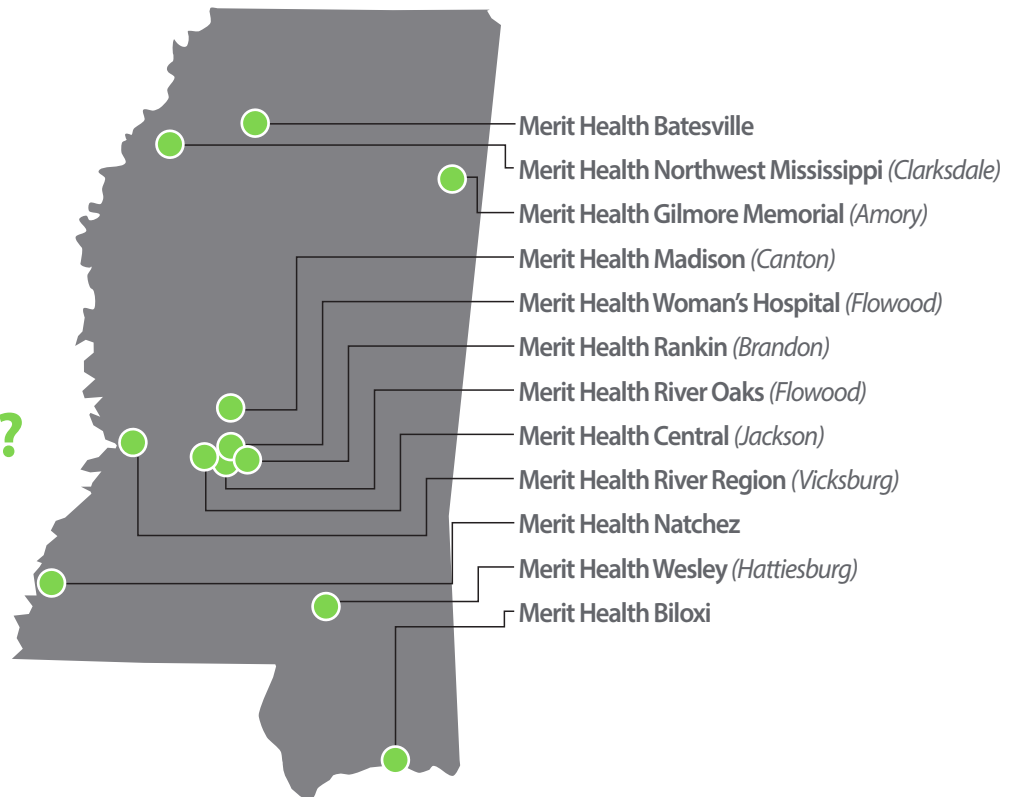 Merit Health Batesville
Merit Health Northwest Mississippi (Clarksdale)
Merit Health Gilmore Memorial (Amory)
Merit Health Madison (Canton)
Merit Health Woman's Hospital (Flowood)
Merit Health Rankin (Brandon)
Merit Health River Oaks (Flowood)
?
Merit Health Central (Jackson)
Merit Health River Region (Vicksburg)
Merit Health Natchez
Merit Health Wesley (Hattiesburg)
Merit Health Biloxi